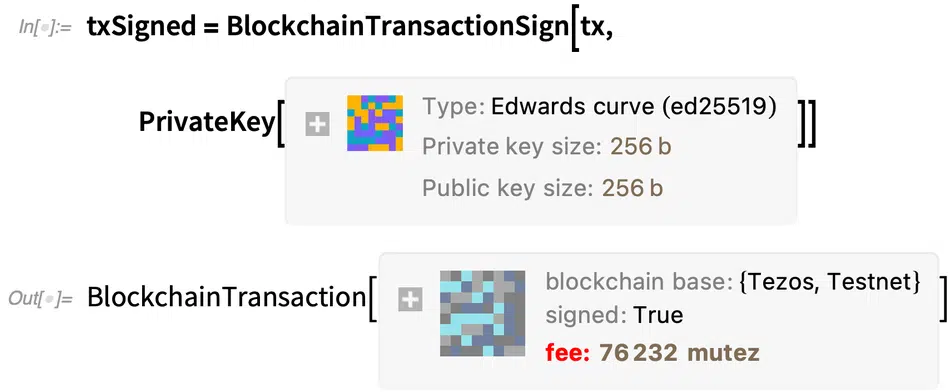 In[●]:= txSigned = BlockchainTransactionSign[tx,
PrivateKey[
Type: Edwards curve (ed25519)
Private key size: 256 b
Public key size: 256 b
]]
Out[●]= BlockchainTransaction[
blockchain base: {Tezos, Testnet}
signed: True
fee: 76 232 mutez
]